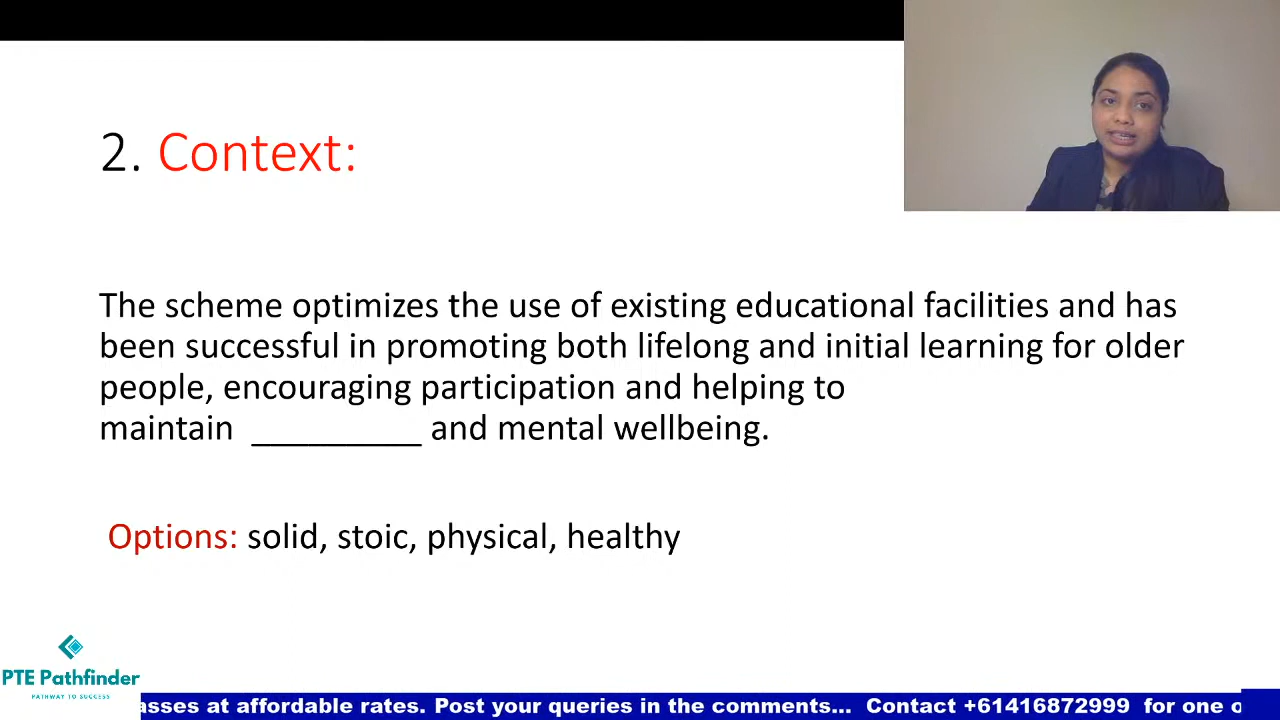 2. Context:
The scheme optimizes the use of existing educational facilities and has
been successful in promoting both lifelong and initial learning for older
people, encouraging participation and helping to
maintain __________ and mental wellbeing.
Options: solid, stoic, physical, healthy
PTE Pathfinder
PATHWAY TO SUCCESS
asses at affordable rates. Post your queries in the comments... Contact +61416872999 for one